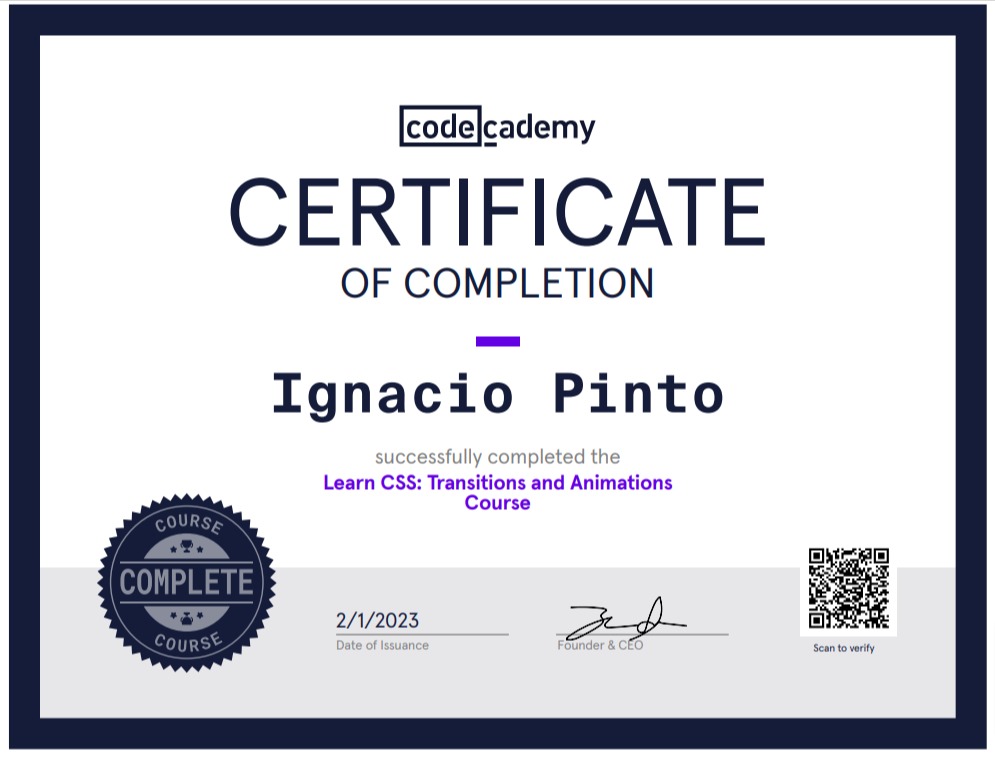 codecademy
CERTIFICATE
OF COMPLETION
Ignacio Pinto
successfully completed the
Learn CSS: Transitions and Animations
Course
COURSE
COMPLETE
COURSE
2/1/2023
Date of Issuance
Founder & CEO
Scan to verify